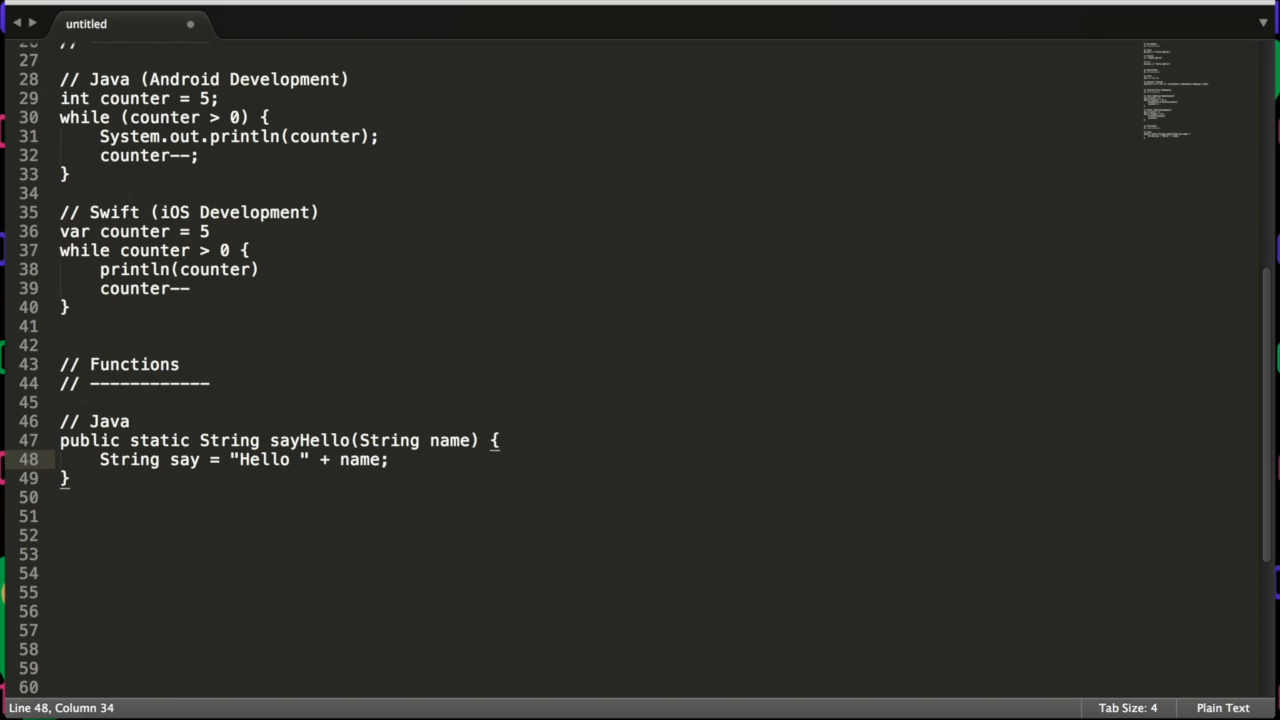 untitled
26 // ------------
27
28 // Java (Android Development)
29 int counter = 5;
30 while (counter > 0) {
31     System.out.println(counter);
32     counter--;
33 }
34
35 // Swift (iOS Development)
36 var counter = 5
37 while counter > 0 {
38     println(counter)
39     counter--
40 }
41
42
43 // Functions
44 // ------------
45
46 // Java
47 public static String sayHello(String name) {
48     String say = "Hello " + name;
49 }
50
51
52
53
54
55
56
57
58
59
60
Line 48, Column 34 Tab Size: 4 Plain Text